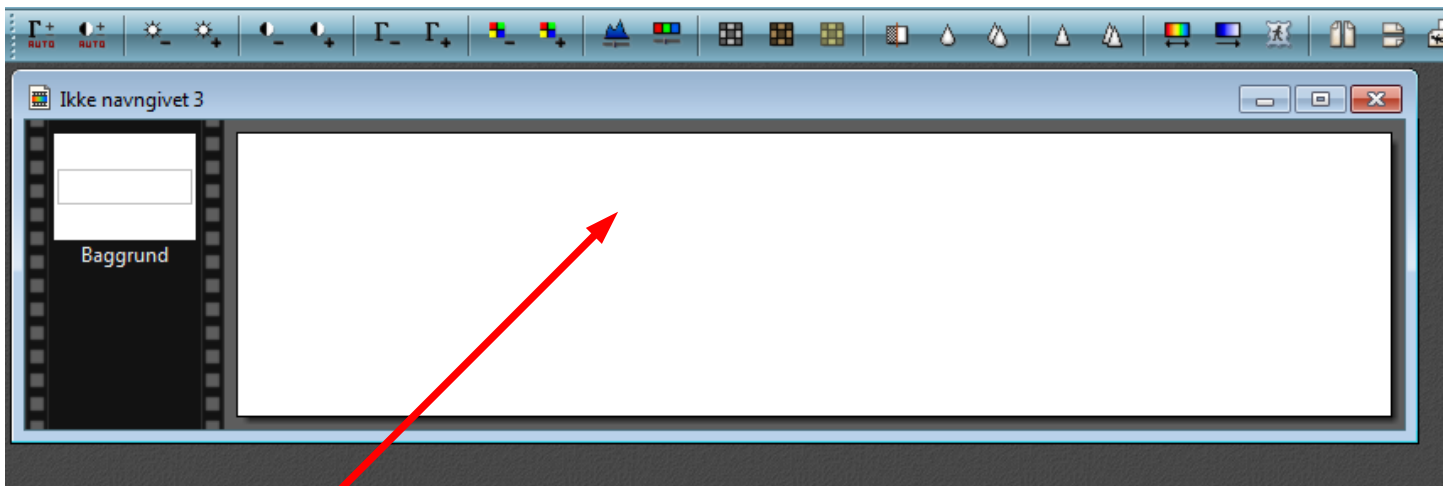 Γ+ AUTO
AUTO
Γ- Γ+
Ikke navngivet 3
Baggrund